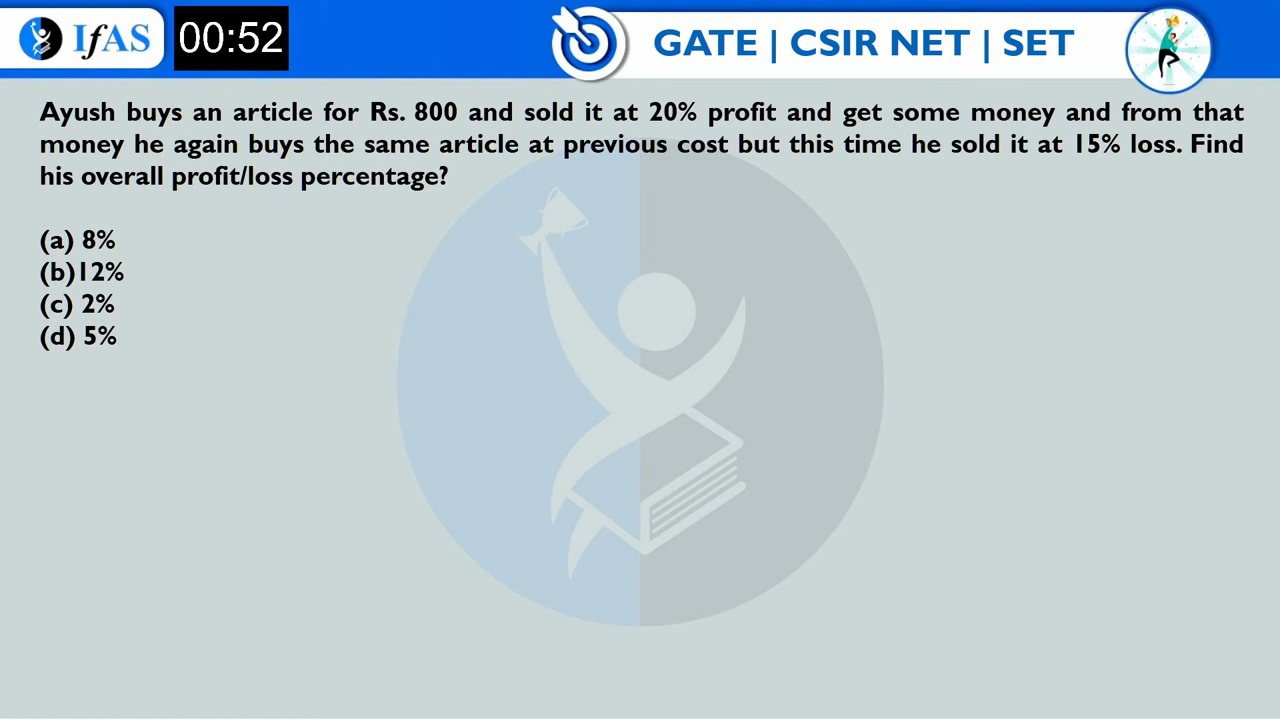 IfAS
00:52
GATE | CSIR NET | SET
Ayush buys an article for Rs. 800 and sold it at 20% profit and get some money and from that
money he again buys the same article at previous cost but this time he sold it at 15% loss. Find
his overall profit/loss percentage?
(a) 8%
(b)12%
(c) 2%
(d) 5%